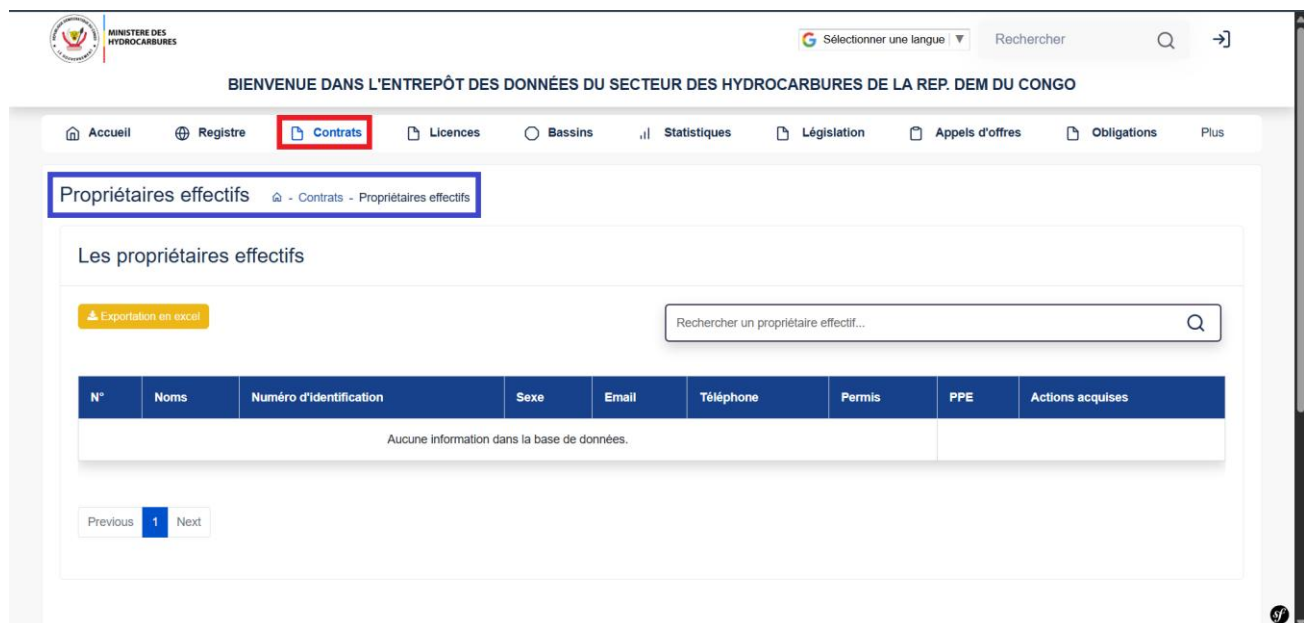 MINISTERE DES
HYDROCARBURES
Sélectionner une langue ▼
Rechercher
BIENVENUE DANS L'ENTREPÔT DES DONNÉES DU SECTEUR DES HYDROCARBURES DE LA REP. DEM DU CONGO
Accueil Registre Contrats Licences Bassins Statistiques Législation Appels d'offres Obligations Plus
Propriétaires effectifs - Contrats - Propriétaires effectifs
Les propriétaires effectifs
Exportation en excel
Rechercher un propriétaire effectif...
N° Noms Numéro d'identification Sexe Email Téléphone Permis PPE Actions acquises
Aucune information dans la base de données.
Previous 1 Next